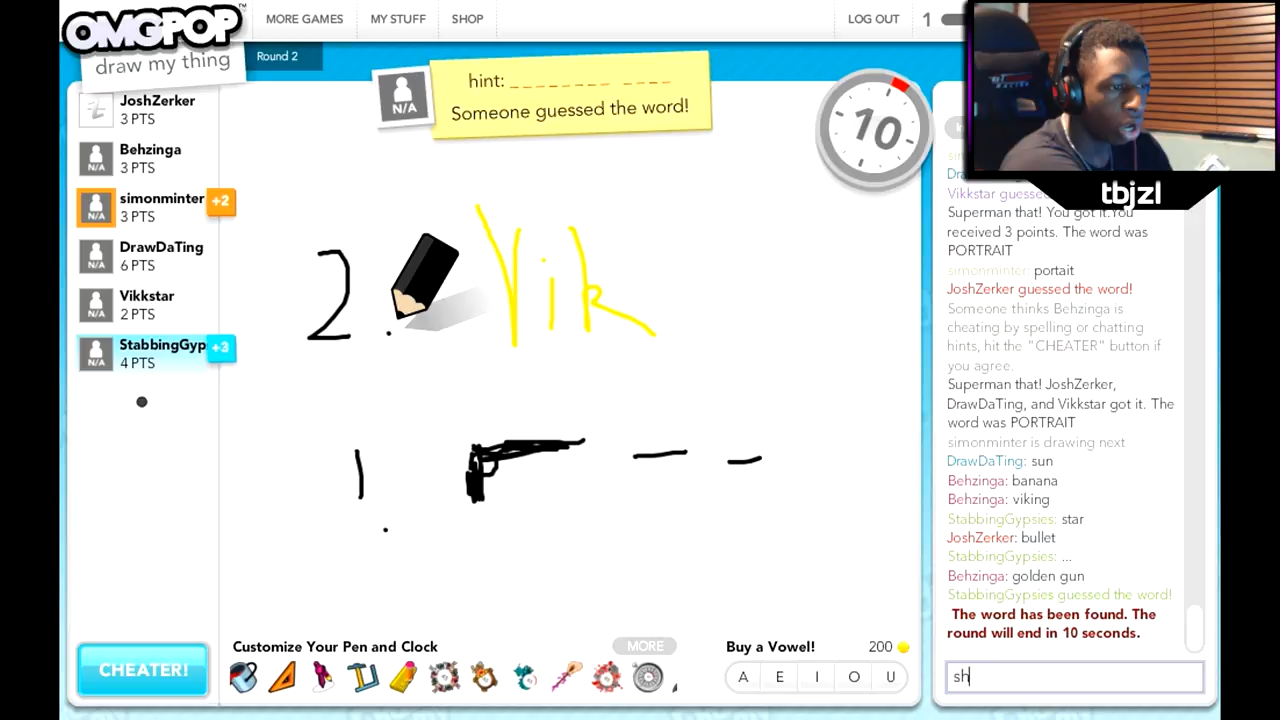 OMGPOP™
MORE GAMES
MY STUFF
SHOP
LOG OUT
1
draw my thing
Round 2
hint: _ _ _ _ _ _ _ _ _ _ _ _
Someone guessed the word!
N/A
10
JoshZerker
3 PTS
N/A
Behzinga
3 PTS
N/A
simonminter
3 PTS
+2
N/A
DrawDaTing
6 PTS
N/A
Vikkstar
2 PTS
N/A
StabbingGyp
4 PTS
+3
2.
Vik
1.
tbjzl
Vikkstar guessed
Superman that! You got it.You
received 3 points. The word was
PORTRAIT
simonminter: portait
JoshZerker guessed the word!
Someone thinks Behzinga is
cheating by spelling or chatting
hints, hit the "CHEATER" button if
you agree.
Superman that! JoshZerker,
DrawDaTing, and Vikkstar got it. The
word was PORTRAIT
simonminter is drawing next
DrawDaTing: sun
Behzinga: banana
Behzinga: viking
StabbingGypsies: star
JoshZerker: bullet
StabbingGypsies: ...
Behzinga: golden gun
StabbingGypsies guessed the word!
The word has been found. The
round will end in 10 seconds.
sh
CHEATER!
Customize Your Pen and Clock
MORE
Buy a Vowel!
200
A E I O U